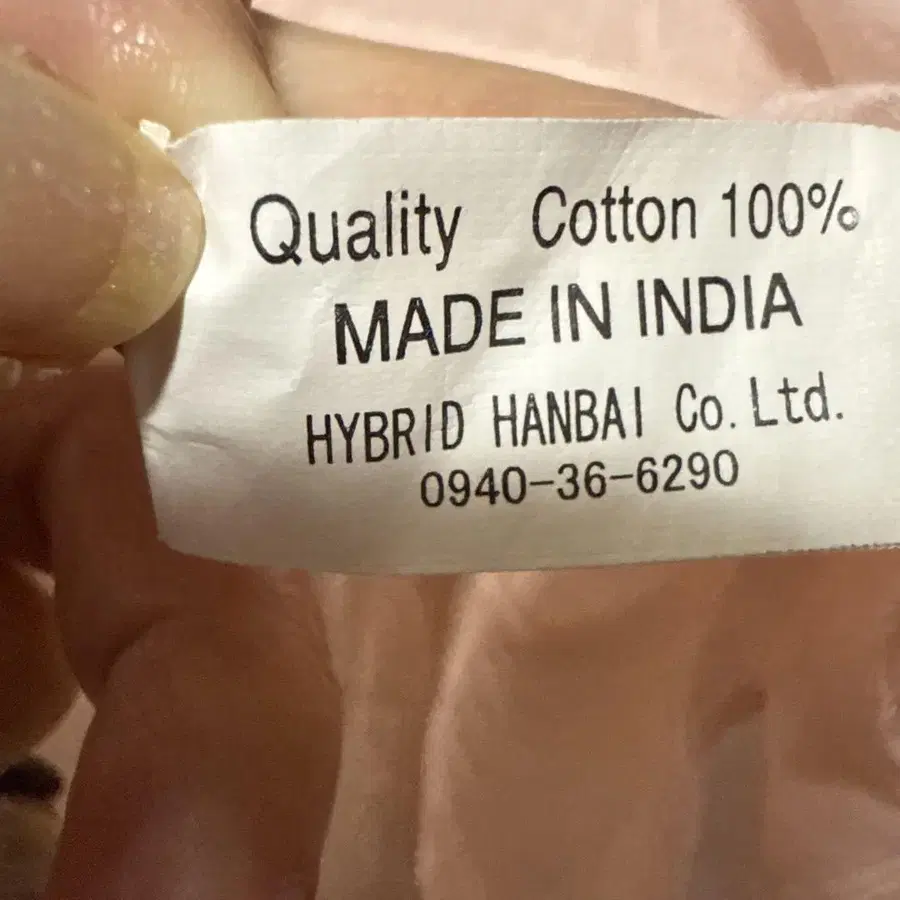 Quality Cotton 100%
MADE IN INDIA
HYBRID HANBAI Co. Ltd.
0940-36-6290